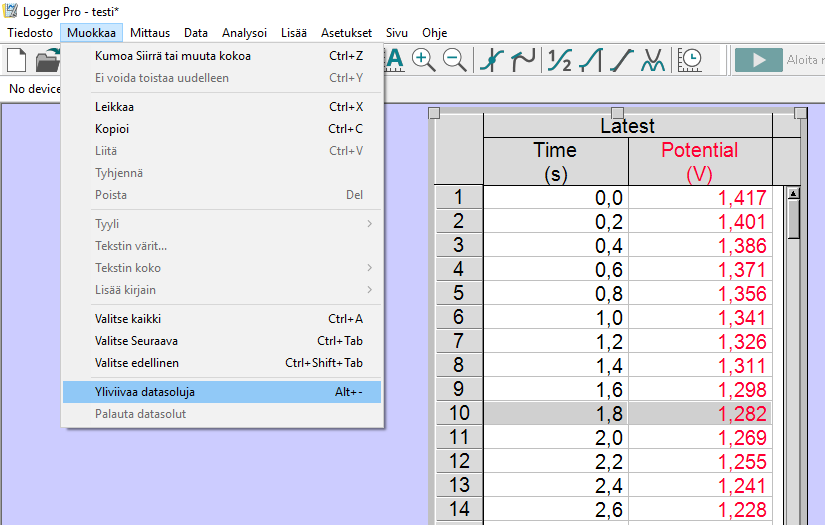 Logger Pro - testi*
Tiedosto Muokkaa Mittaus Data Analysoi Lisää Asetukset Sivu Ohje
Kumoa Siirrä tai muuta kokoa Ctrl+Z
Ei voida toistaa uudelleen Ctrl+Y
Leikkaa Ctrl+X
Kopioi Ctrl+C
Liitä Ctrl+V
Tyhjennä
Poista Del
Tyyli
Tekstin värit...
Tekstin koko
Lisää kirjain
Valitse kaikki Ctrl+A
Valitse Seuraava Ctrl+Tab
Valitse edellinen Ctrl+Shift+Tab
Yliviivaa datasoluja Alt+-
Palauta datasolut
A ½ Aloita
No device
Latest
Time Potential
(s) (V)
1 0,0 1,417
2 0,2 1,401
3 0,4 1,386
4 0,6 1,371
5 0,8 1,356
6 1,0 1,341
7 1,2 1,326
8 1,4 1,311
9 1,6 1,298
10 1,8 1,282
11 2,0 1,269
12 2,2 1,255
13 2,4 1,241
14 2,6 1,228